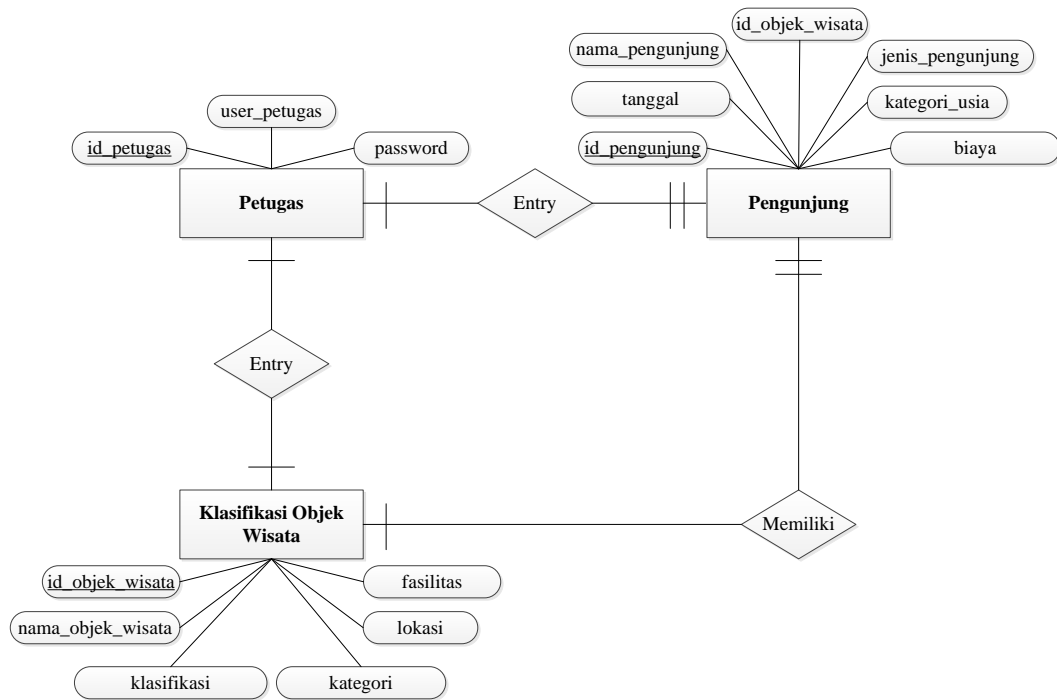 id_objek_wisata
nama_pengunjung
jenis_pengunjung
tanggal
kategori_usia
user_petugas
id_petugas
password
id_pengunjung
biaya
Petugas
Entry
Pengunjung
Entry
Klasifikasi Objek
Wisata
Memiliki
id_objek_wisata
fasilitas
nama_objek_wisata
lokasi
klasifikasi
kategori